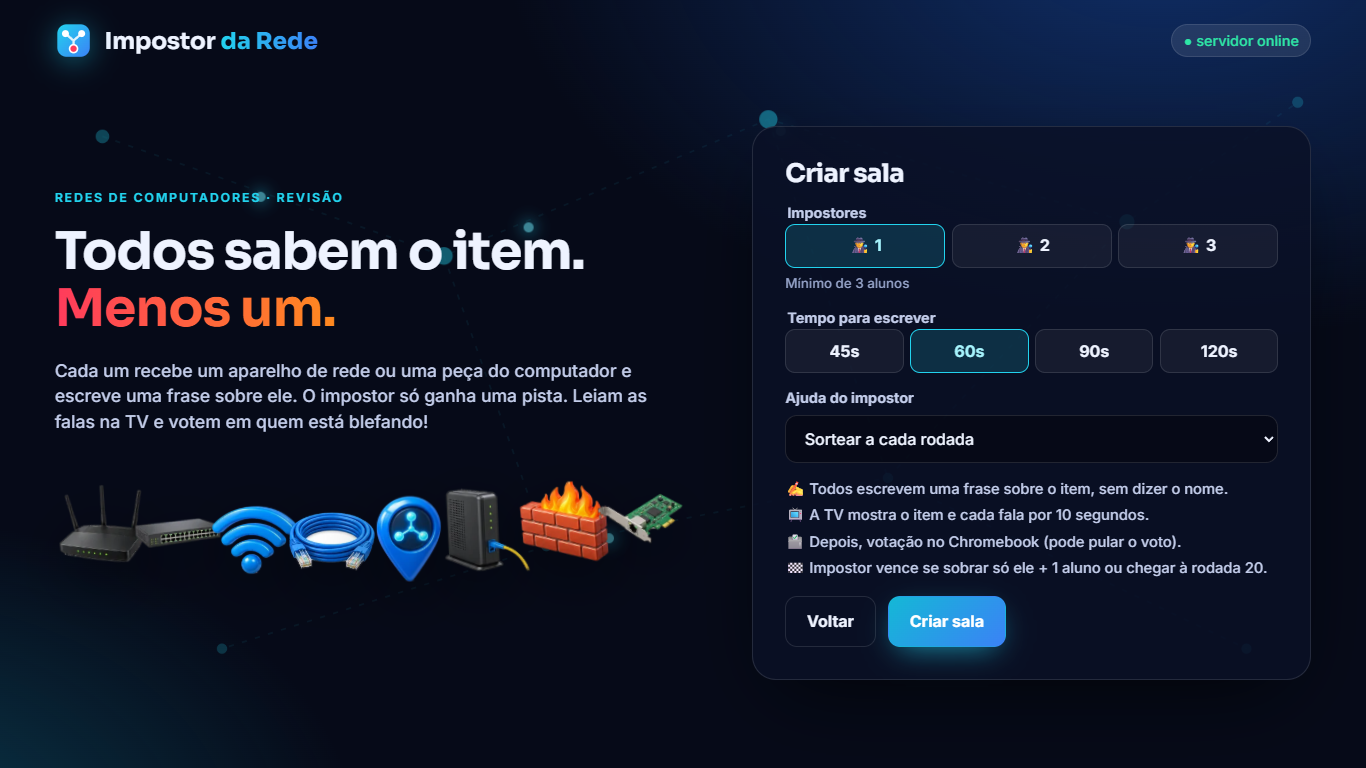 Impostor da Rede
● servidor online
REDES DE COMPUTADORES · REVISÃO
Todos sabem o item.
Menos um.
Cada um recebe um aparelho de rede ou uma peça do computador e
escreve uma frase sobre ele. O impostor só ganha uma pista. Leiam as
falas na TV e votem em quem está blefando!
Criar sala
Impostores
1
2
3
Mínimo de 3 alunos
Tempo para escrever
45s
60s
90s
120s
Ajuda do impostor
Sortear a cada rodada
Todos escrevem uma frase sobre o item, sem dizer o nome.
A TV mostra o item e cada fala por 10 segundos.
Depois, votação no Chromebook (pode pular o voto).
Impostor vence se sobrar só ele + 1 aluno ou chegar à rodada 20.
Voltar
Criar sala